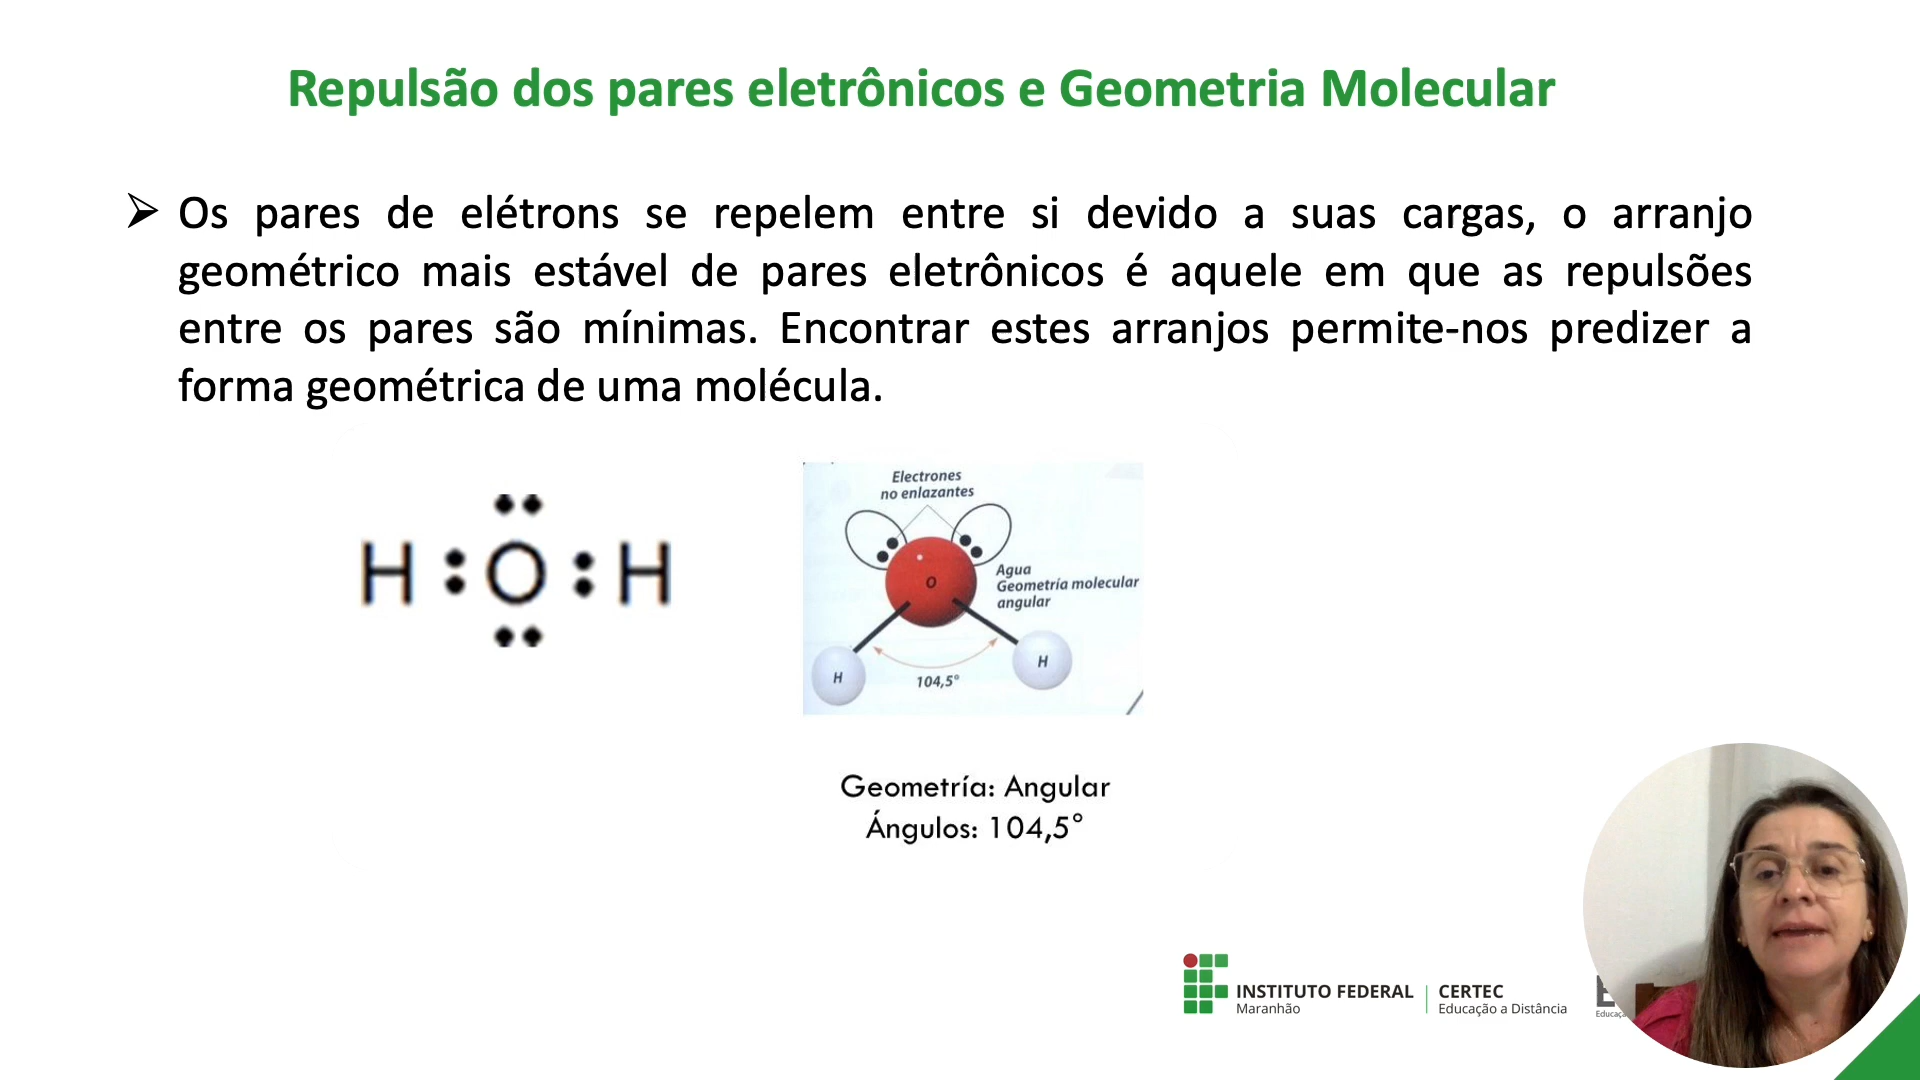 Repulsão dos pares eletrônicos e Geometria Molecular
➢ Os pares de elétrons se repelem entre si devido a suas cargas, o arranjo
geométrico mais estável de pares eletrônicos é aquele em que as repulsões
entre os pares são mínimas. Encontrar estes arranjos permite-nos predizer a
forma geométrica de uma molécula.
H : O : H
Electrones
no enlazantes
O
Agua
Geometría molecular
angular
H
H
104,5°
Geometría: Angular
Ángulos: 104,5°
INSTITUTO FEDERAL
Maranhão
CERTEC
Educação a Distância